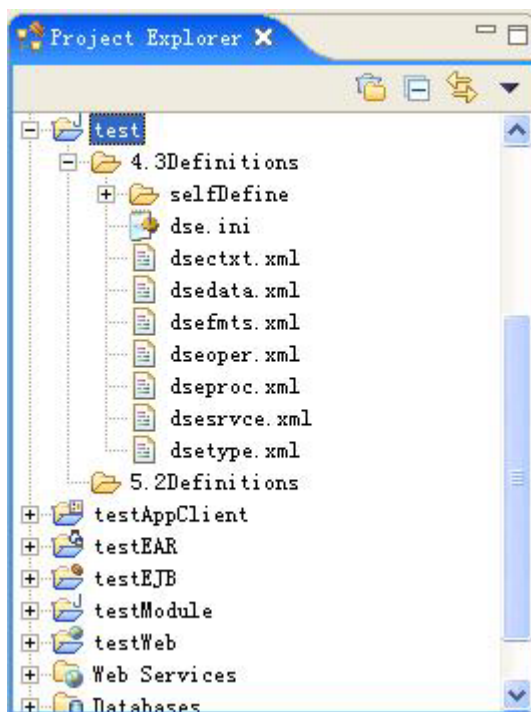 Project Explorer
test
4.3Definitions
selfDefine
dse.ini
dsectxt.xml
dsedata.xml
dsefmts.xml
dseoper.xml
dseproc.xml
dsesrvce.xml
dsetype.xml
5.2Definitions
testAppClient
testEAR
testEJB
testModule
testWeb
Web Services
Databases